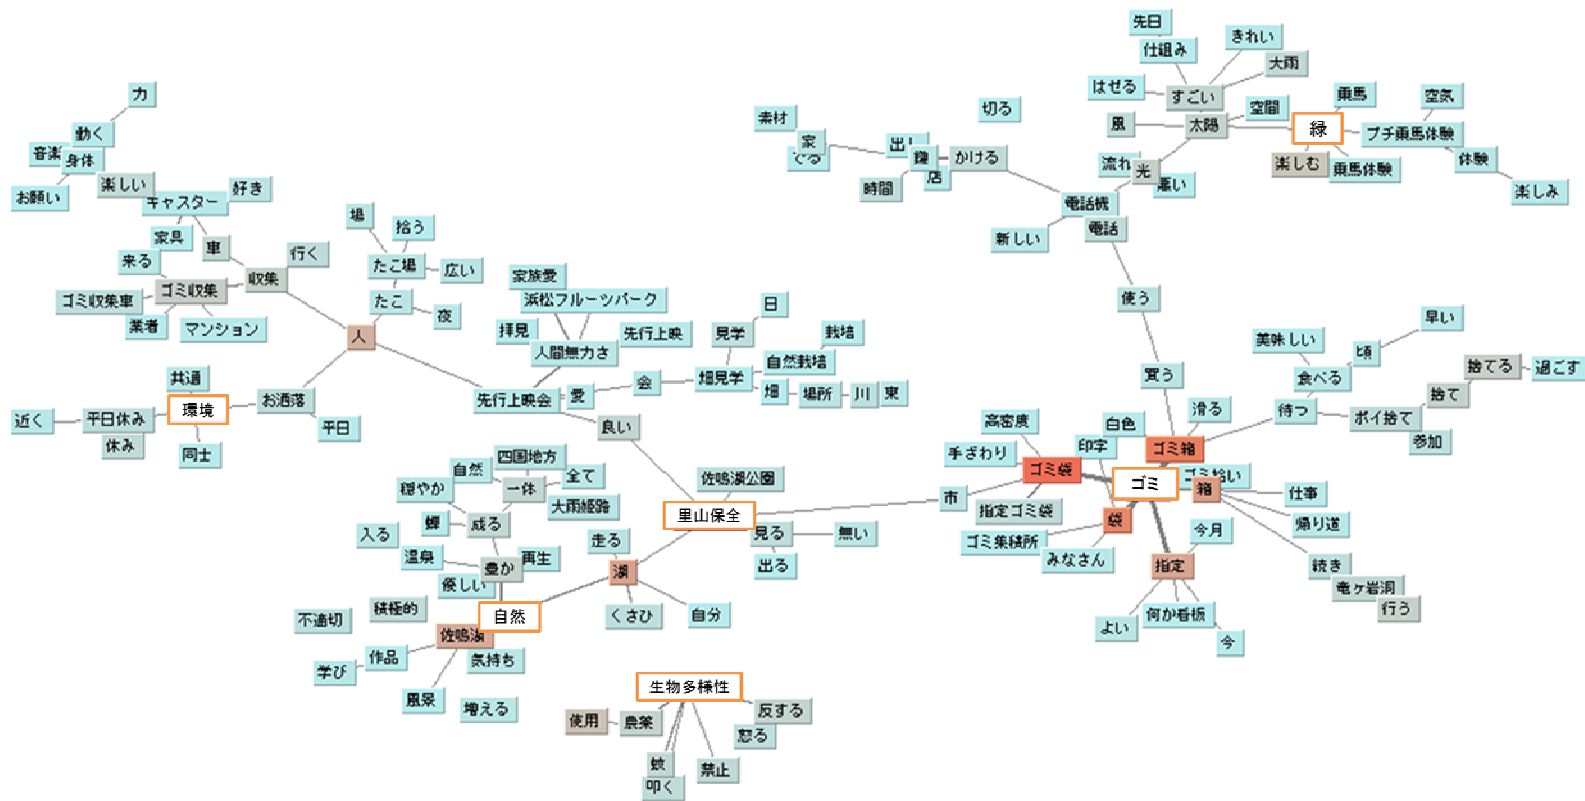 先日
仕組み
きれい
大雨
はぜる
すごい
空間
乗馬
空気
風
太陽
緑
プチ乗馬体験
体験
楽しみ
楽しむ
乗馬体験
流れ
光
悪い
切る
素材
家
でる
鎌
かける
時間
店
電話機
電話
新しい
使う
買う
力
動く
音楽
身体
お願い
楽しい
キャスター
好き
家具
車
来る
収集
行く
ゴミ収集
ゴミ収集車
業者
マンション
人
場
拾う
たこ場
広い
たこ
夜
家族愛
浜松フルーツパーク
拝見
人間無力さ
先行上映
先行上映会
愛
会
良い
日
見学
栽培
自然栽培
畑見学
畑
場所
川
東
共通
環境
お洒落
近く
平日休み
休み
同士
平日
美味しい
早い
頃
食べる
捨てる
過ごす
捨て
待つ
ポイ捨て
参加
滑る
白色
高密度
印字
手ざわり
ゴミ箱
ゴミ袋
ゴミ
ゴミ拾い
箱
仕事
帰り道
市
指定ゴミ袋
袋
ゴミ集積所
みなさん
今月
指定
続き
竜ヶ岩洞
行う
よい
何か看板
今
佐鳴湖公園
里山保全
見る
無い
出る
四国地方
自然
全て
一体
穏やか
大雨姫路
蝉
成る
入る
温泉
再生
豊か
優しい
走る
湖
くさひ
自分
自然
積極的
不適切
佐鳴湖
作品
学び
気持ち
風景
増える
生物多様性
使用
農薬
反する
怒る
蚊
叩く
禁止